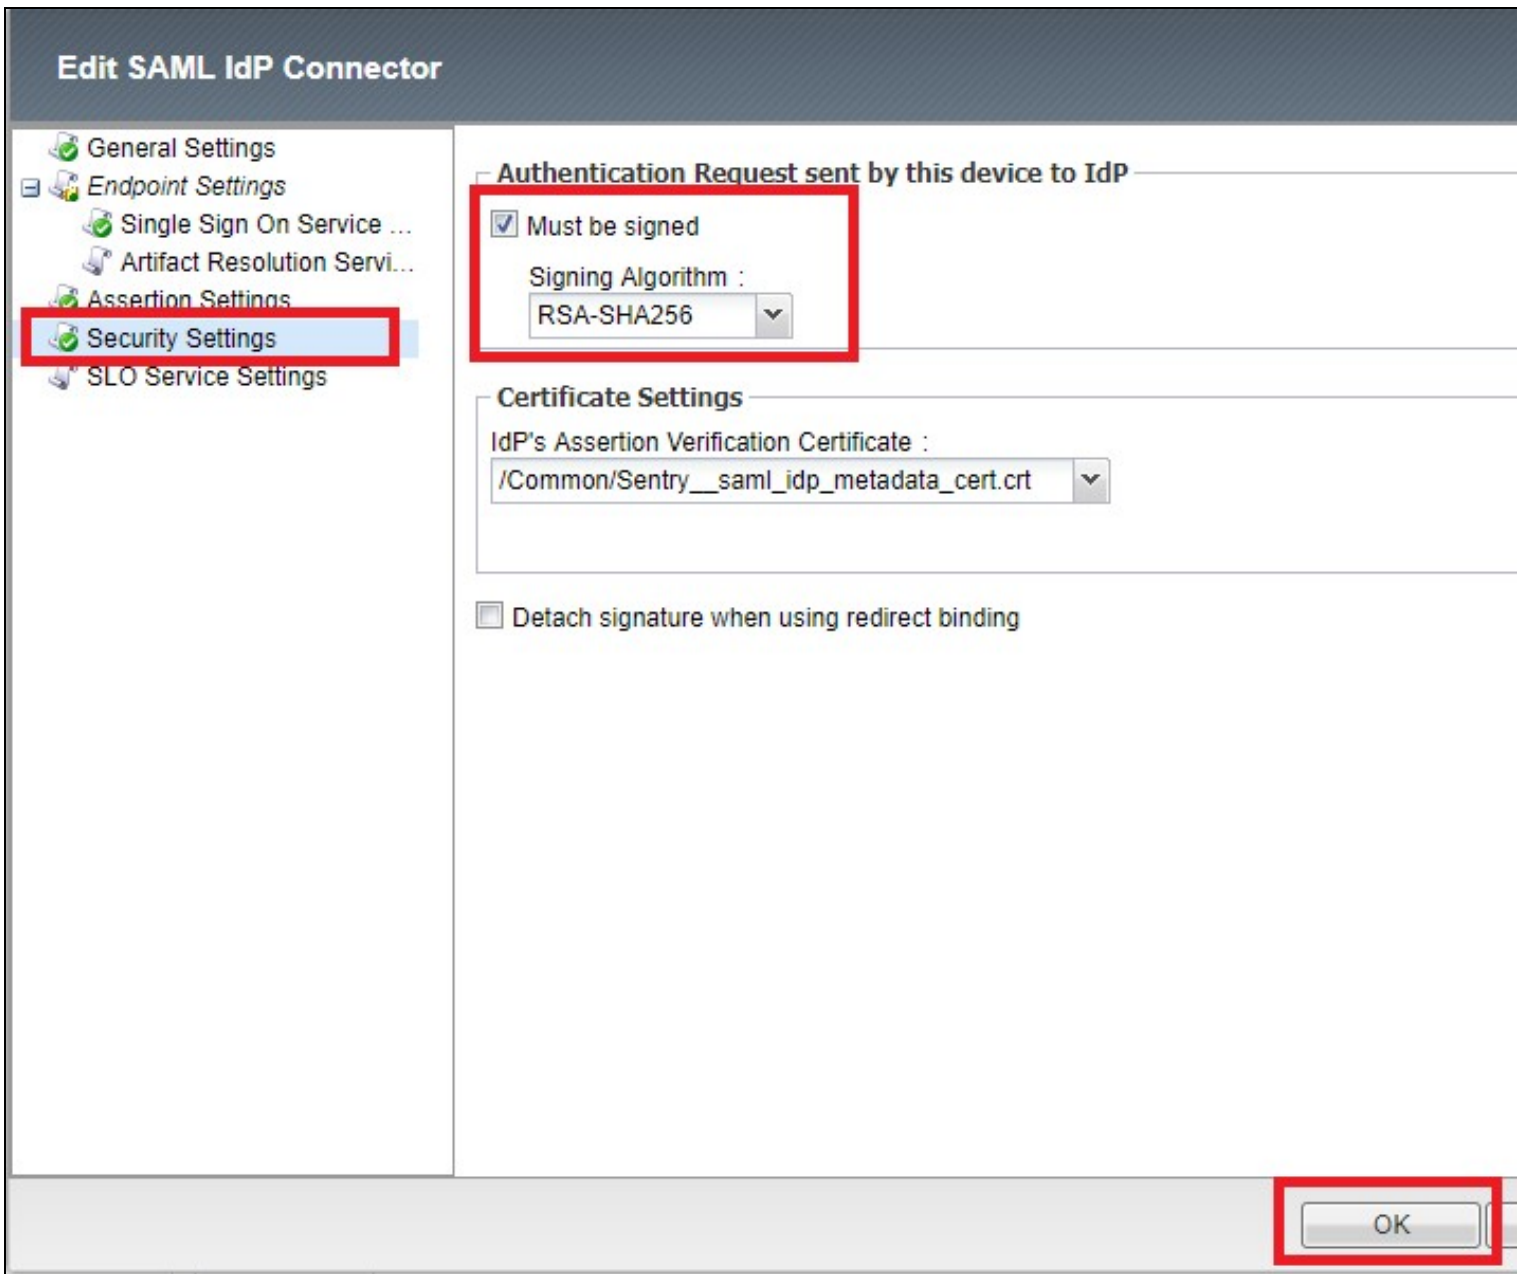 Edit SAML IdP Connector
General Settings
Endpoint Settings
Single Sign On Service ...
Artifact Resolution Servi...
Assertion Settings
Security Settings
SLO Service Settings
Authentication Request sent by this device to IdP
Must be signed
Signing Algorithm :
RSA-SHA256
Certificate Settings
IdP's Assertion Verification Certificate :
/Common/Sentry__saml_idp_metadata_cert.crt
Detach signature when using redirect binding
OK